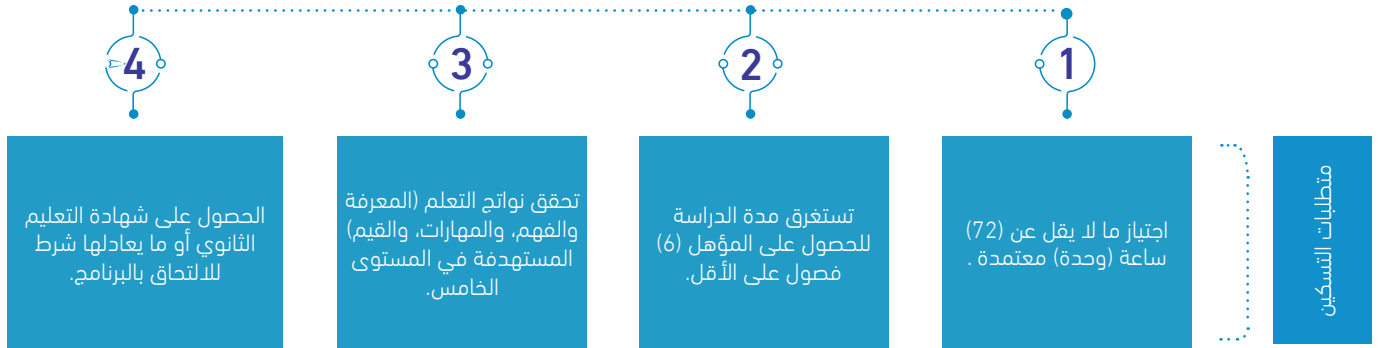 متطلبات التسكين
1
اجتياز ما لا يقل عن (72)
ساعة (وحدة) معتمدة .
2
تستغرق مدة الدراسة
للحصول على المؤهل (6)
فصول على الأقل.
3
تحقق نواتج التعلم (المعرفة
والفهم، والمهارات، والقيم)
المستهدفة في المستوى
الخامس.
4
الحصول على شهادة التعليم
الثانوي أو ما يعادلها شرط
للالتحاق بالبرنامج.